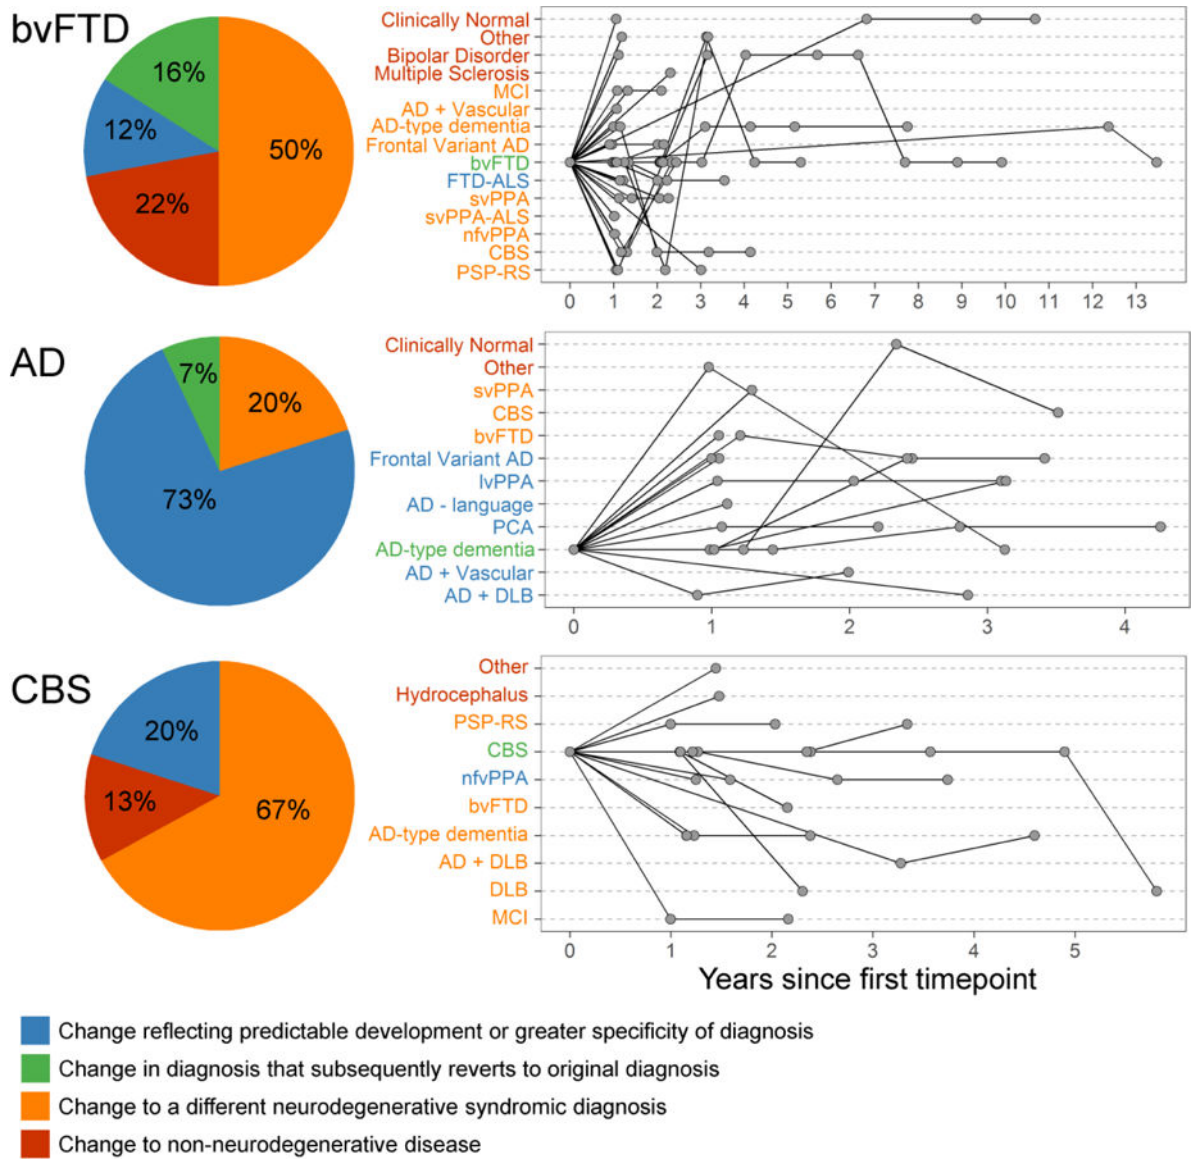 bvFTD
16%
12%
50%
22%
Clinically Normal
Other
Bipolar Disorder
Multiple Sclerosis
MCI
AD + Vascular
AD-type dementia
Frontal Variant AD
bvFTD
FTD-ALS
svPPA
svPPA-ALS
nfvPPA
CBS
PSP-RS
0 1 2 3 4 5 6 7 8 9 10 11 12 13
AD
7%
20%
73%
Clinically Normal
Other
svPPA
CBS
bvFTD
Frontal Variant AD
lvPPA
AD - language
PCA
AD-type dementia
AD + Vascular
AD + DLB
0 1 2 3 4
CBS
20%
13%
67%
Other
Hydrocephalus
PSP-RS
CBS
nfvPPA
bvFTD
AD-type dementia
AD + DLB
DLB
MCI
0 1 2 3 4 5
Years since first timepoint
Change reflecting predictable development or greater specificity of diagnosis
Change in diagnosis that subsequently reverts to original diagnosis
Change to a different neurodegenerative syndromic diagnosis
Change to non-neurodegenerative disease